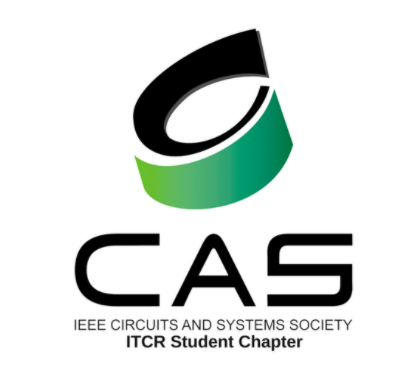 CAS
IEEE CIRCUITS AND SYSTEMS SOCIETY
ITCR Student Chapter